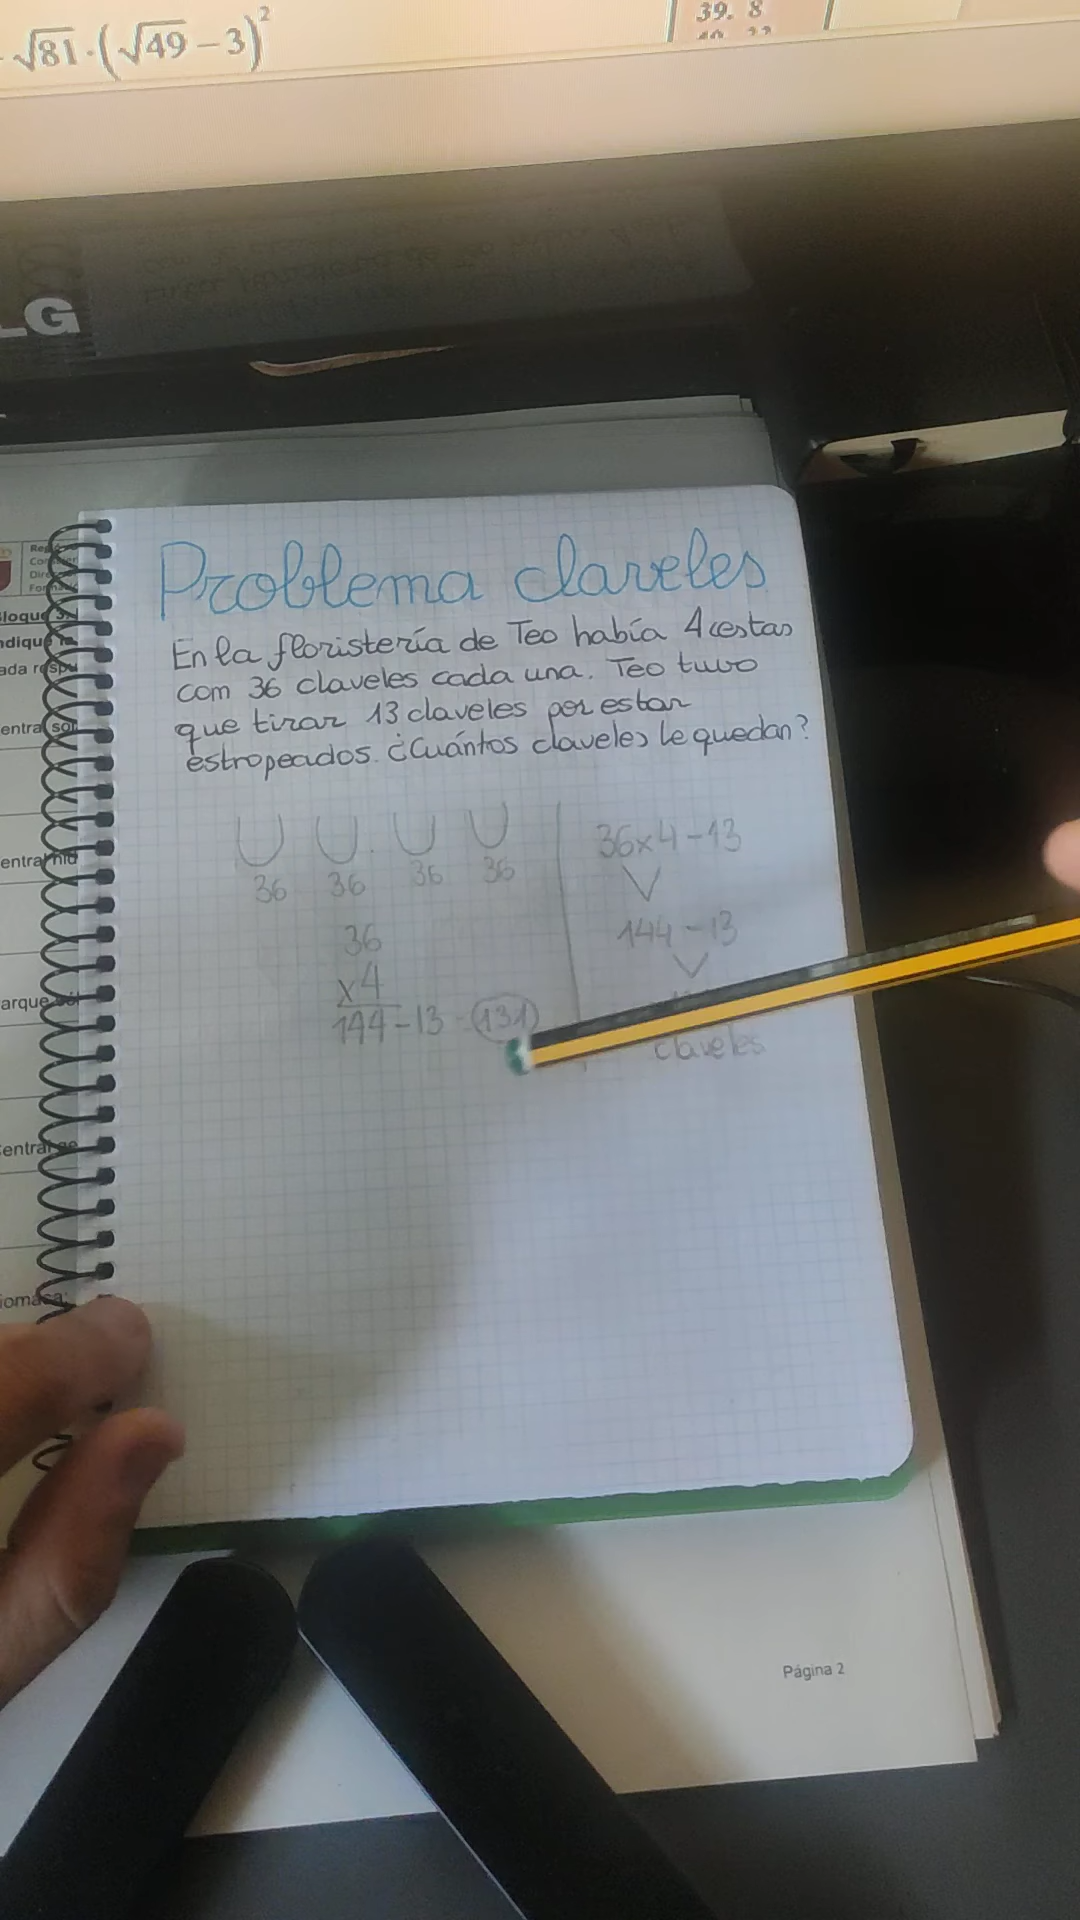 √81·(√49-3)²
39. 8
LG
Problema claveles
En la floristería de Teo había 4 cestas
com 36 claveles cada una. Teo tuvo
que tirar 13 claveles por estar
estropeados. ¿Cuántos claveles le quedan?
36 36 36 36
36
x4
144-13-131
36x4-13
144-13
claveles
Página 2